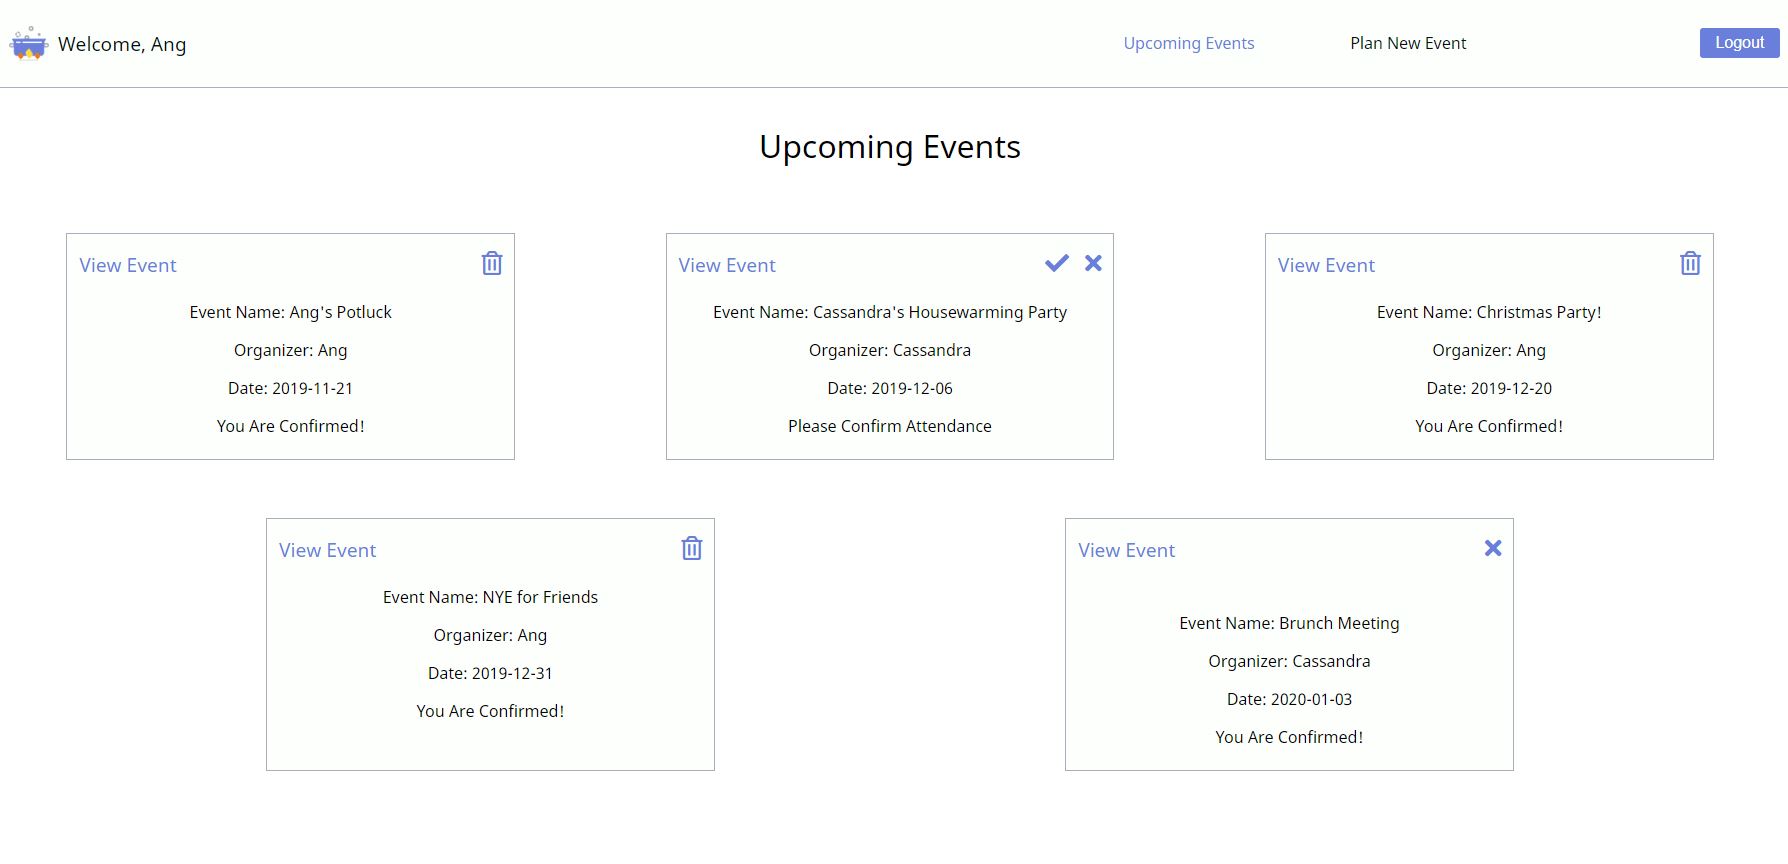 Welcome, Ang
Upcoming Events
Plan New Event
Logout
Upcoming Events
View Event
Event Name: Ang's Potluck
Organizer: Ang
Date: 2019-11-21
You Are Confirmed!
View Event
Event Name: Cassandra's Housewarming Party
Organizer: Cassandra
Date: 2019-12-06
Please Confirm Attendance
View Event
Event Name: Christmas Party!
Organizer: Ang
Date: 2019-12-20
You Are Confirmed!
View Event
Event Name: NYE for Friends
Organizer: Ang
Date: 2019-12-31
You Are Confirmed!
View Event
Event Name: Brunch Meeting
Organizer: Cassandra
Date: 2020-01-03
You Are Confirmed!